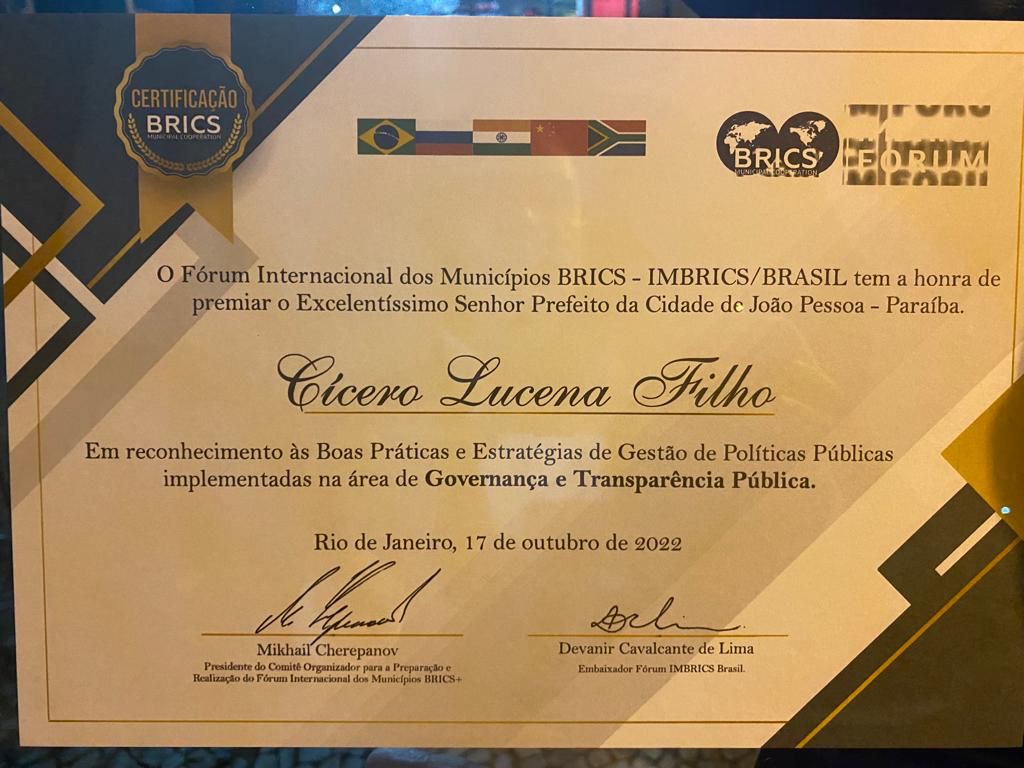 CERTIFICAÇÃO
BRICS
MUNICIPAL COOPERATION
BRICS
MUNICIPAL COOPERATION
FORUM
O Fórum Internacional dos Municípios BRICS - IMBRICS/BRASIL tem a honra de
premiar o Excelentíssimo Senhor Prefeito da Cidade de João Pessoa - Paraíba.
Cícero Lucena Filho
Em reconhecimento às Boas Práticas e Estratégias de Gestão de Políticas Públicas
implementadas na área de Governança e Transparência Pública.
Rio de Janeiro, 17 de outubro de 2022
Mikhail Cherepanov
Presidente do Comitê Organizador para a Preparação e
Realização do Fórum Internacional dos Municípios BRICS+
Devanir Cavalcante de Lima
Embaixador Fórum IMBRICS Brasil.